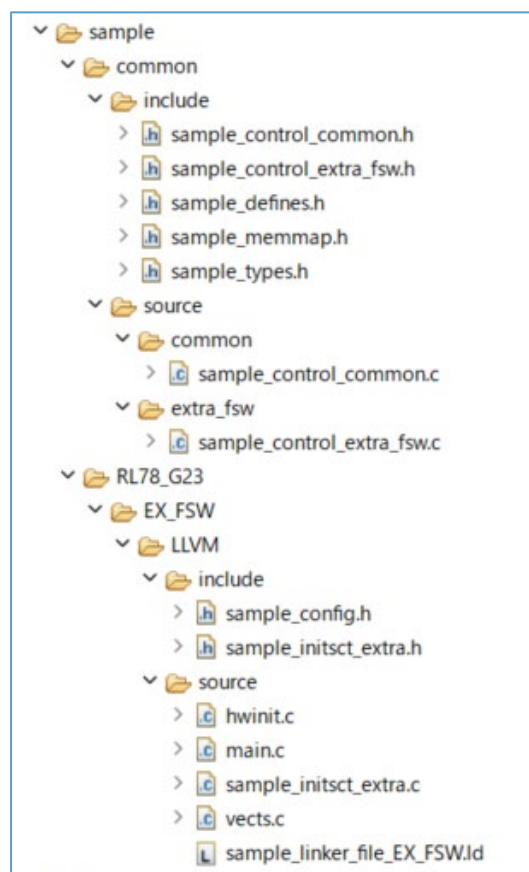 sample
common
include
sample_control_common.h
sample_control_extra_fsw.h
sample_defines.h
sample_memmap.h
sample_types.h
source
common
sample_control_common.c
extra_fsw
sample_control_extra_fsw.c
RL78_G23
EX_FSW
LLVM
include
sample_config.h
sample_initsct_extra.h
source
hwinit.c
main.c
sample_initsct_extra.c
vects.c
sample_linker_file_EX_FSW.ld